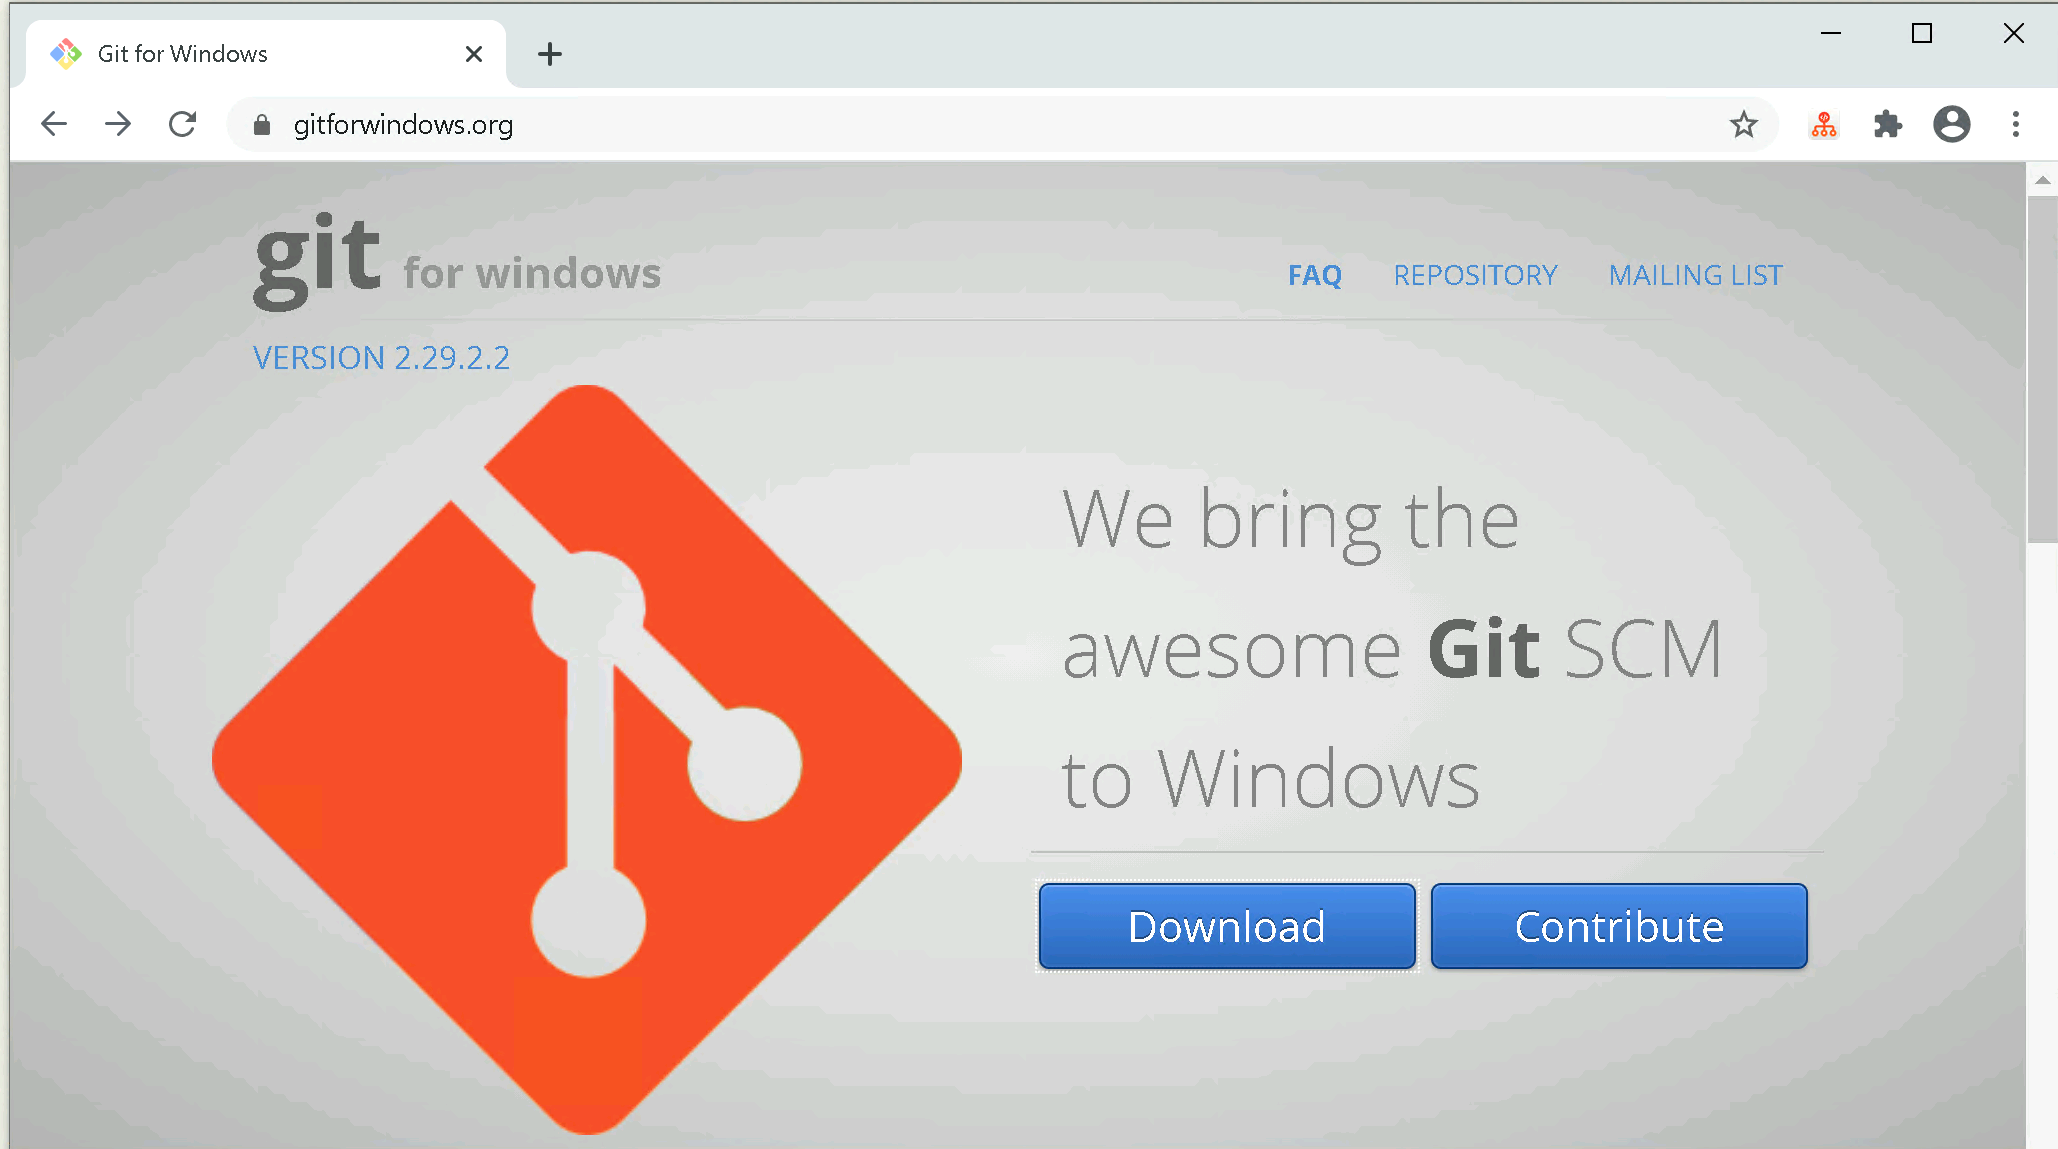 Git for Windows
gitforwindows.org
git for windows
FAQ REPOSITORY MAILING LIST
VERSION 2.29.2.2
We bring the
awesome Git SCM
to Windows
Download Contribute